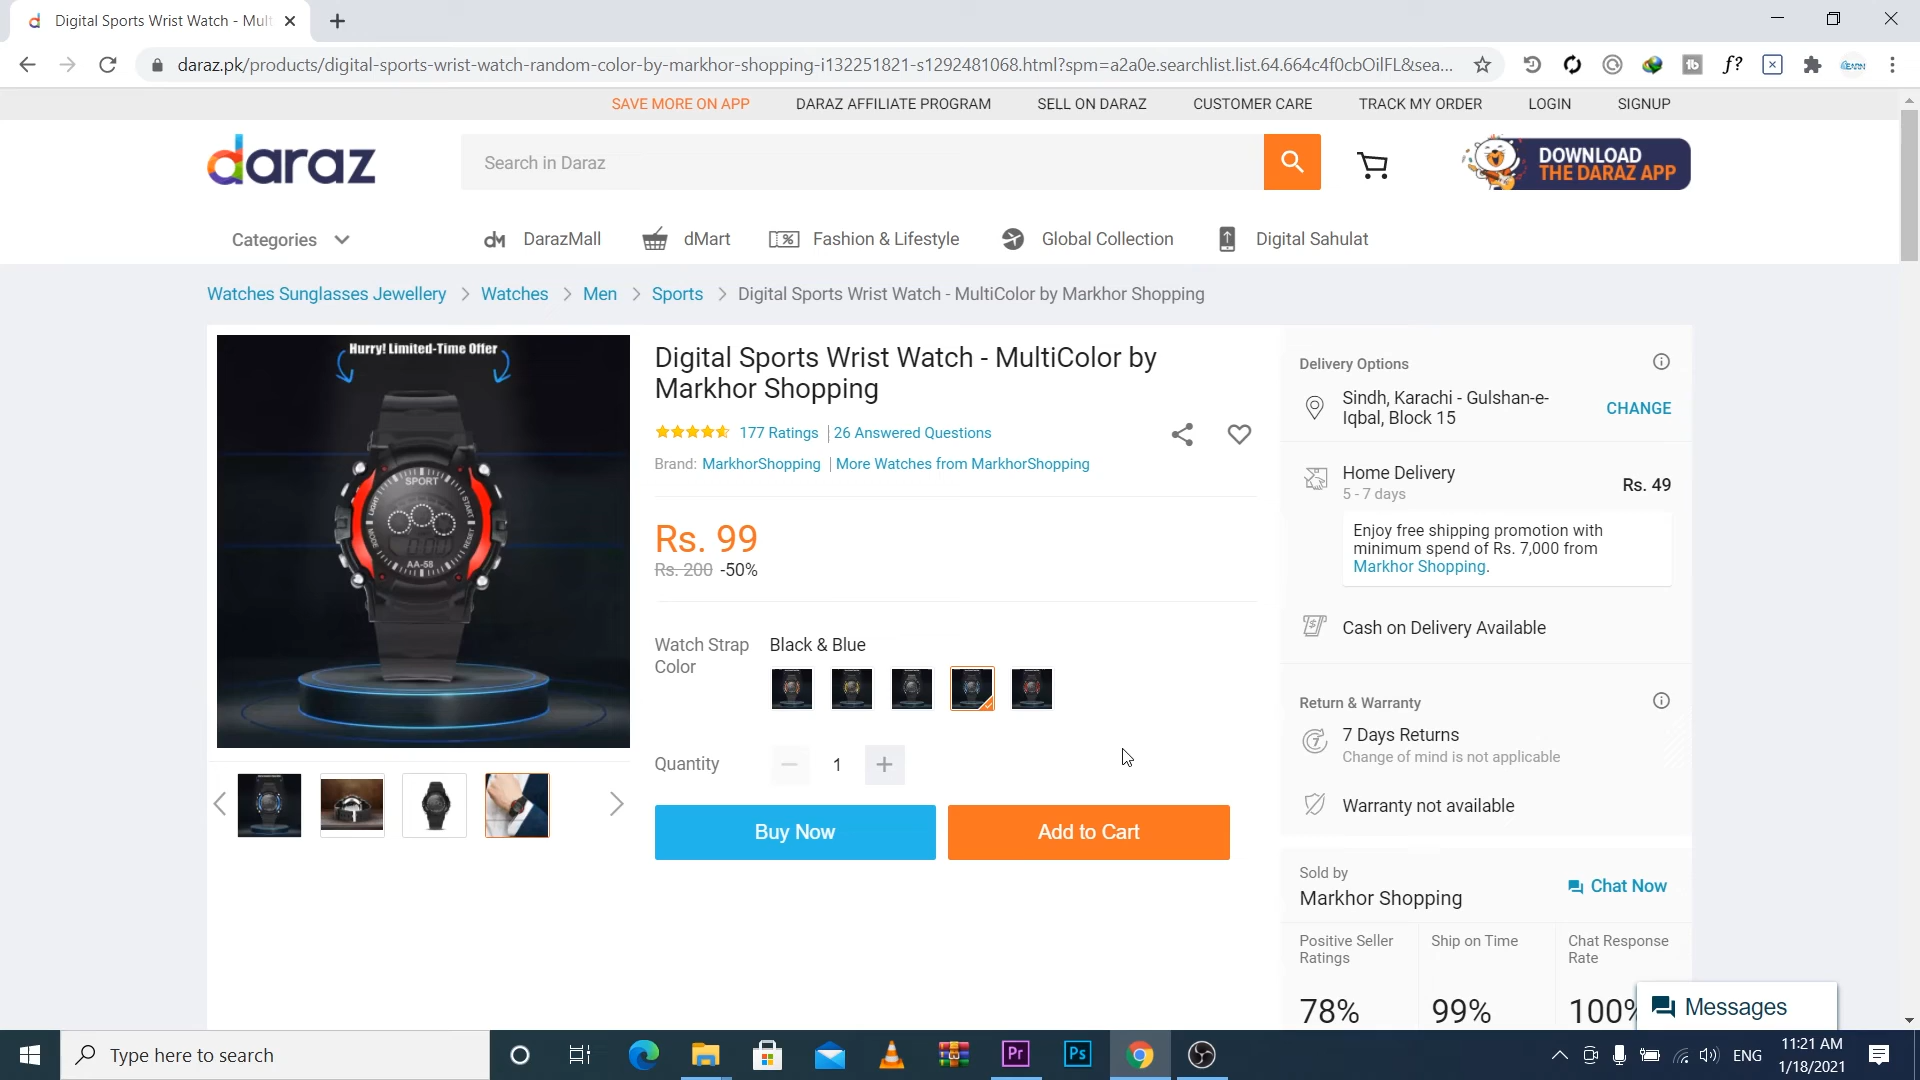 Digital Sports Wrist Watch - Mult
daraz.pk/products/digital-sports-wrist-watch-random-color-by-markhor-shopping-i132251821-s1292481068.html?spm=a2a0e.searchlist.list.64.664c4f0cbOilFL&sea...
SAVE MORE ON APP DARAZ AFFILIATE PROGRAM SELL ON DARAZ CUSTOMER CARE TRACK MY ORDER LOGIN SIGNUP
daraz
Search in Daraz
DOWNLOAD
THE DARAZ APP
Categories
DarazMall dMart Fashion & Lifestyle Global Collection Digital Sahulat
Watches Sunglasses Jewellery > Watches > Men > Sports > Digital Sports Wrist Watch - MultiColor by Markhor Shopping
Hurry! Limited-Time Offer
SPORT
LIGHT
START
MODE
RESET
AA-58
Digital Sports Wrist Watch - MultiColor by
Markhor Shopping
177 Ratings | 26 Answered Questions
Brand: MarkhorShopping | More Watches from MarkhorShopping
Rs. 99
Rs. 200 -50%
Watch Strap
Color
Black & Blue
Quantity
1
Buy Now
Add to Cart
Delivery Options
Sindh, Karachi - Gulshan-e-
Iqbal, Block 15
CHANGE
Home Delivery
5 - 7 days
Rs. 49
Enjoy free shipping promotion with
minimum spend of Rs. 7,000 from
Markhor Shopping.
Cash on Delivery Available
Return & Warranty
7 Days Returns
Change of mind is not applicable
Warranty not available
Sold by
Markhor Shopping
Chat Now
Positive Seller
Ratings
78%
Ship on Time
99%
Chat Response
Rate
100%
Messages
Type here to search
Pr
Ps
ENG
11:21 AM
1/18/2021